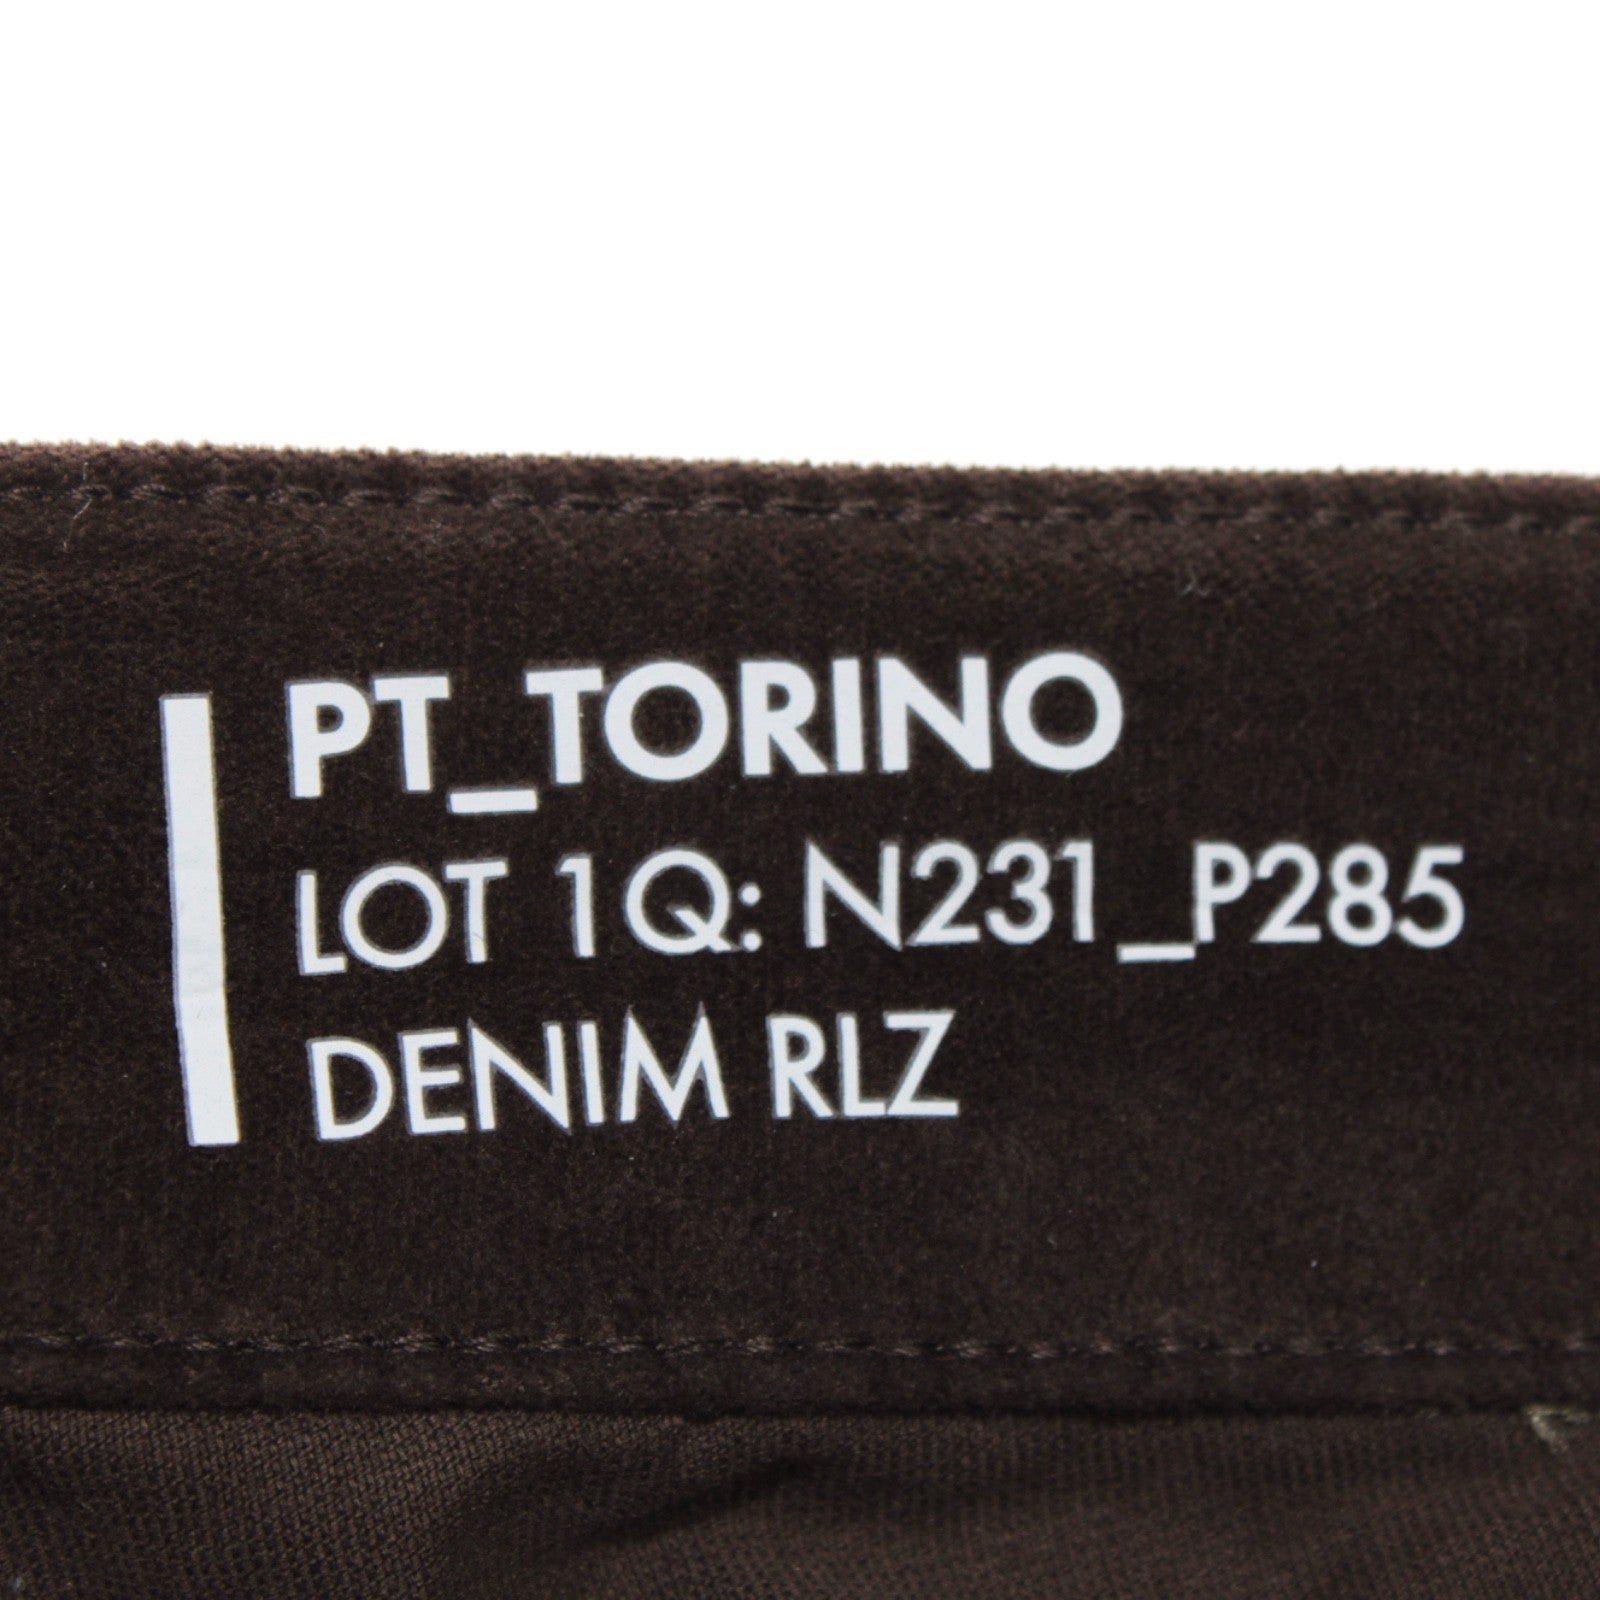 PT_TORINO
LOT 1Q: N231_P285
DENIM RLZ